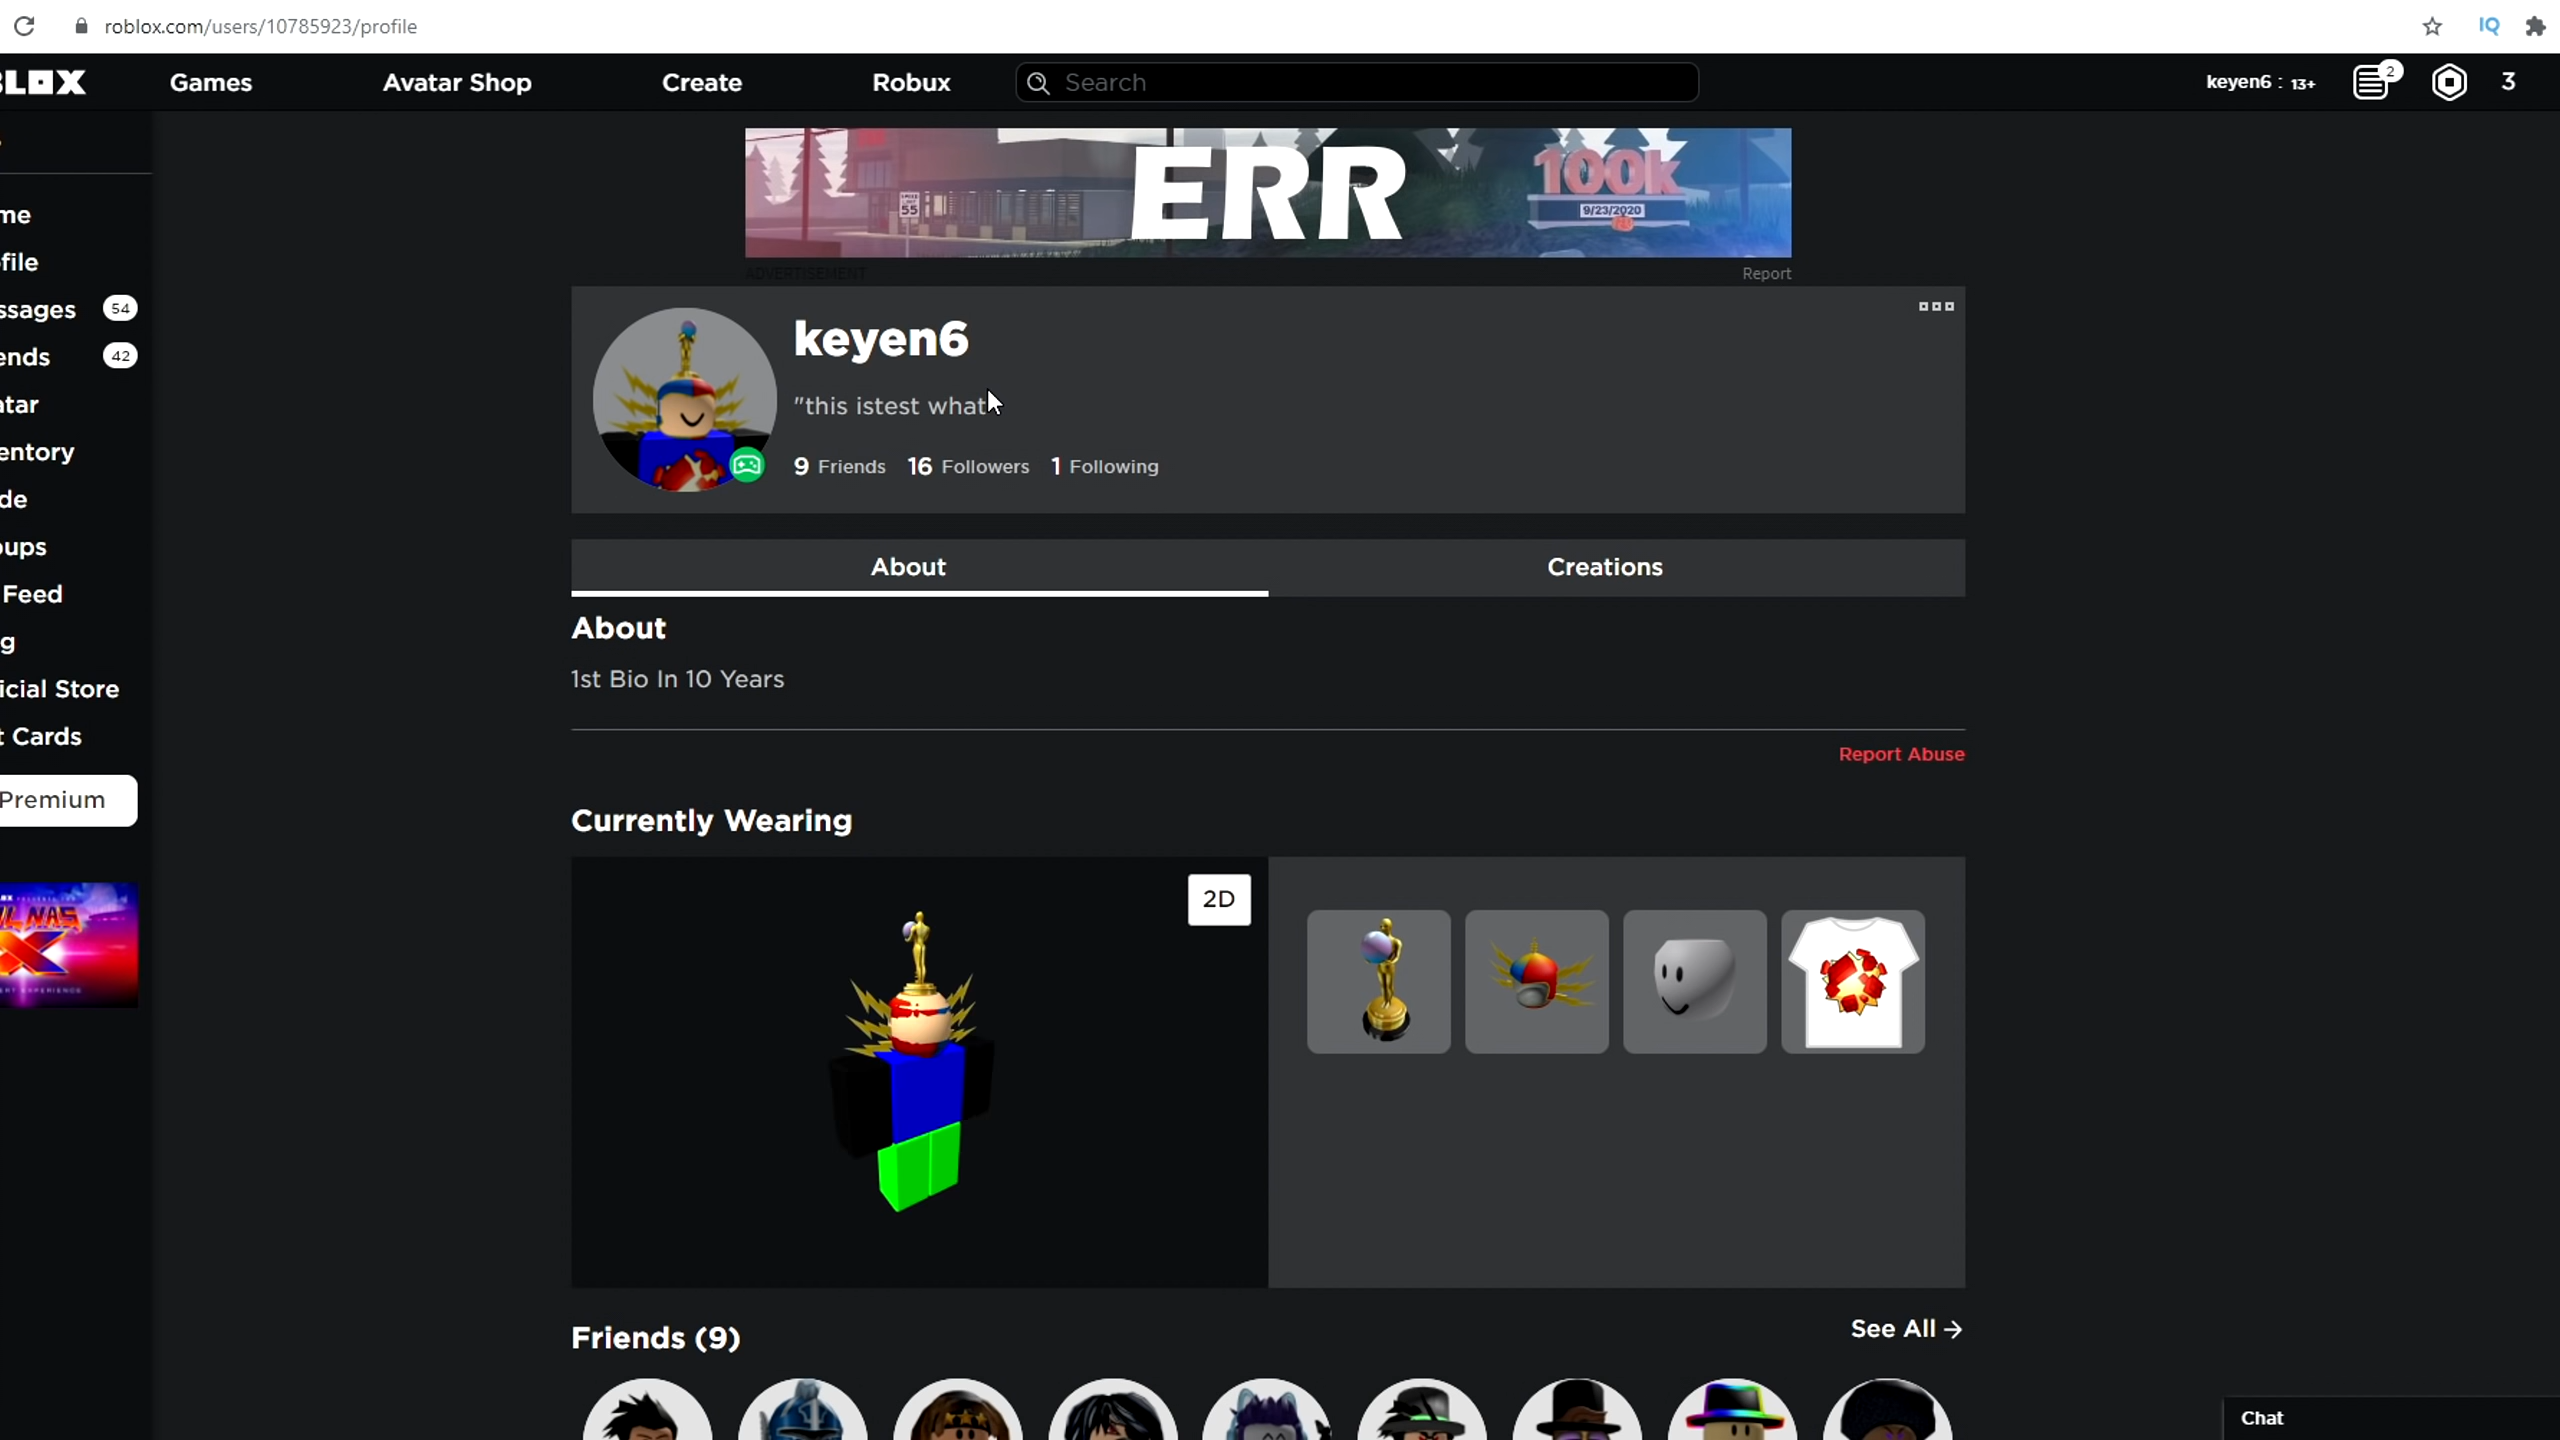 roblox.com/users/10785923/profile
BLOX
Games
Avatar Shop
Create
Robux
Search
keyen6 : 13+
2
3
ERR
100k
9/23/2020
55
ADVERTISEMENT
Report
me
file
ssages 54
ends 42
atar
entory
de
oups
Feed
g
icial Store
t Cards
Premium
keyen6
"this istest what
9 Friends 16 Followers 1 Following
About
Creations
About
1st Bio In 10 Years
Report Abuse
Currently Wearing
2D
Friends (9)
See All
Chat
IQ
NAS
X